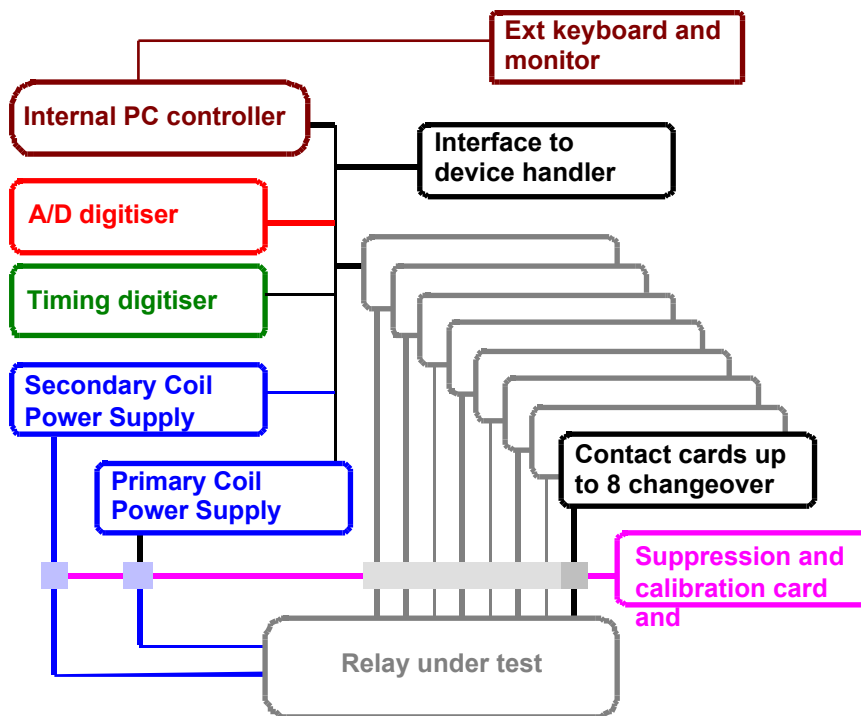 Ext keyboard and
monitor
Internal PC controller
Interface to
device handler
A/D digitiser
Timing digitiser
Secondary Coil
Power Supply
Contact cards up
to 8 changeover
Primary Coil
Power Supply
Suppression and
calibration card
and
Relay under test